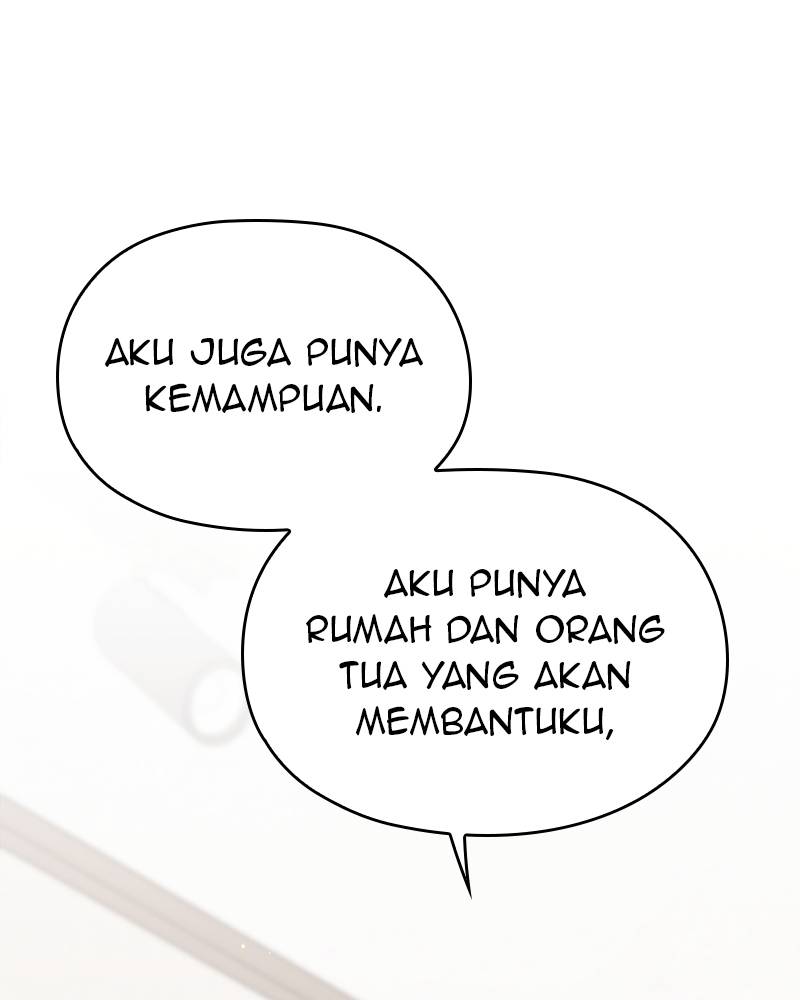 AKU JUGA PUNYA
KEMAMPUAN.
AKU PUNYA
RUMAH DAN ORANG
TUA YANG AKAN
MEMBANTUKU,